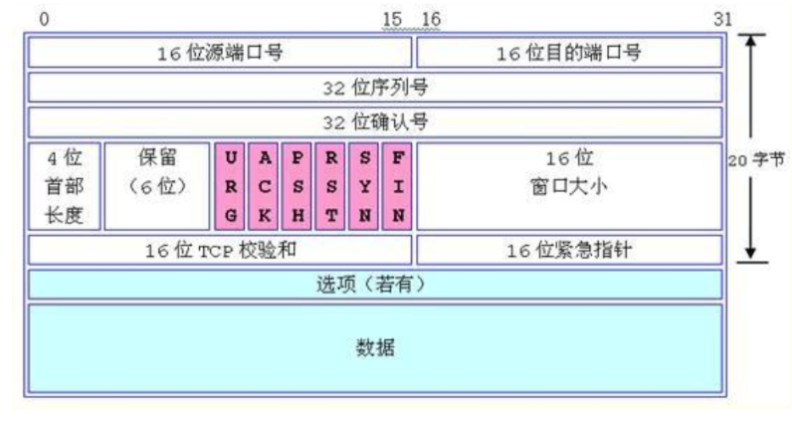 0 15 16 31
16 位源端口号 16 位目的端口号
32 位序列号
32 位确认号
4 位首部长度 保留（6 位） URG ACK PSH RST SYN FIN 16 位窗口大小
20 字节
16 位 TCP 校验和 16 位紧急指针
选项（若有）
数据